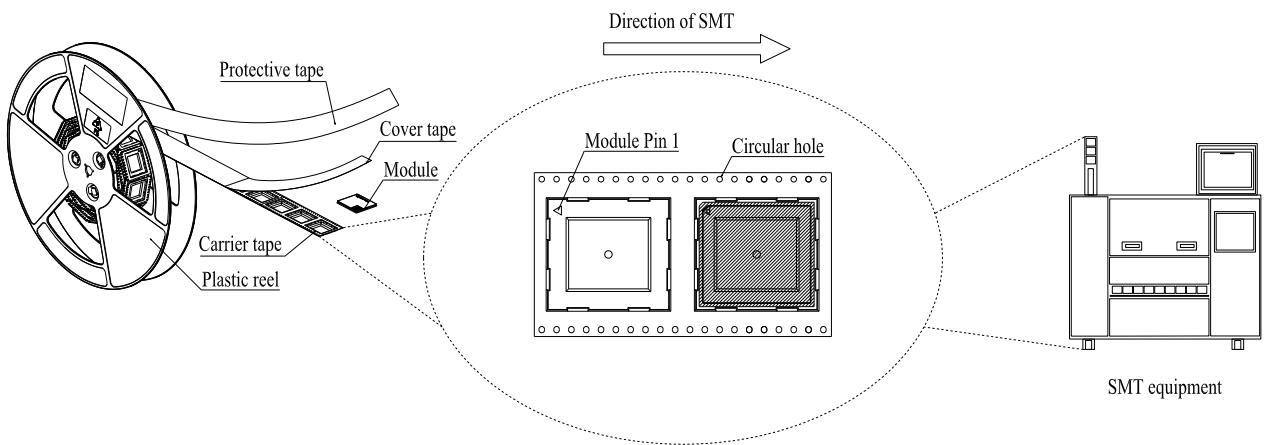 Direction of SMT
Protective tape
Cover tape
Module
Carrier tape
Plastic reel
Module Pin 1
Circular hole
SMT equipment